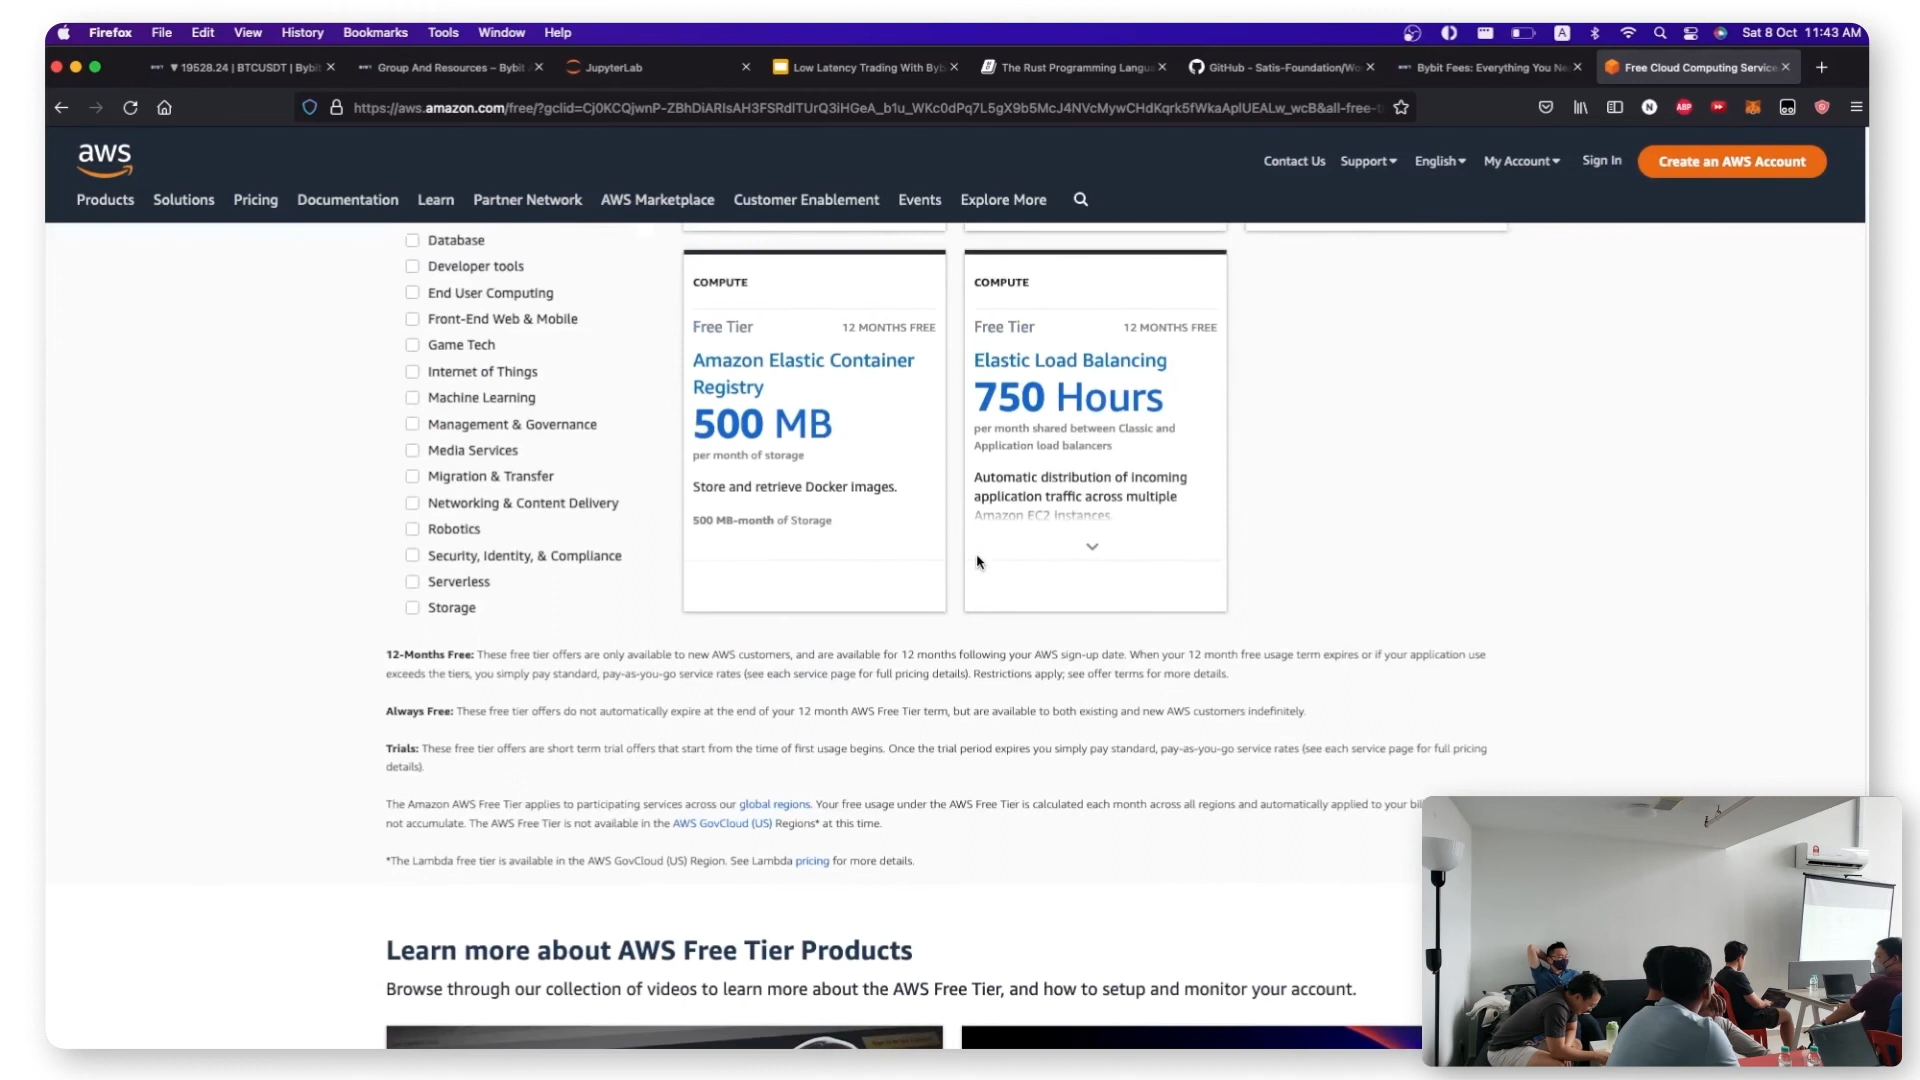 Firefox File Edit View History Bookmarks Tools Window Help
A Sat 8 Oct 11:43 AM
▼ 19528.24 | BTCUSDT | Bybit
Group And Resources – Bybit
JupyterLab
Low Latency Trading With Byb
The Rust Programming Langua
GitHub - Satis-Foundation/Wo
Bybit Fees: Everything You Ne
Free Cloud Computing Service
https://aws.amazon.com/free/?gclid=Cj0KCQjwnP-ZBhDiARIsAH3FSRdlTUrQ3iHGeA_b1u_WKc0dPq7L5gX9b5McJ4NVcMywCHdKqrk5fWkaAplUEALw_wcB&all-free-t
N ABP
aws
Contact Us Support English My Account Sign In Create an AWS Account
Products Solutions Pricing Documentation Learn Partner Network AWS Marketplace Customer Enablement Events Explore More
Database
Developer tools
End User Computing
Front-End Web & Mobile
Game Tech
Internet of Things
Machine Learning
Management & Governance
Media Services
Migration & Transfer
Networking & Content Delivery
Robotics
Security, Identity, & Compliance
Serverless
Storage
COMPUTE
Free Tier 12 MONTHS FREE
Amazon Elastic Container
Registry
500 MB
per month of storage
Store and retrieve Docker images.
500 MB-month of Storage
COMPUTE
Free Tier 12 MONTHS FREE
Elastic Load Balancing
750 Hours
per month shared between Classic and
Application load balancers
Automatic distribution of incoming
application traffic across multiple
Amazon EC2 instances.
12-Months Free: These free tier offers are only available to new AWS customers, and are available for 12 months following your AWS sign-up date. When your 12 month free usage term expires or if your application use
exceeds the tiers, you simply pay standard, pay-as-you-go service rates (see each service page for full pricing details). Restrictions apply; see offer terms for more details.
Always Free: These free tier offers do not automatically expire at the end of your 12 month AWS Free Tier term, but are available to both existing and new AWS customers indefinitely.
Trials: These free tier offers are short term trial offers that start from the time of first usage begins. Once the trial period expires you simply pay standard, pay-as-you-go service rates (see each service page for full pricing
details).
The Amazon AWS Free Tier applies to participating services across our global regions. Your free usage under the AWS Free Tier is calculated each month across all regions and automatically applied to your bil
not accumulate. The AWS Free Tier is not available in the AWS GovCloud (US) Regions* at this time.
*The Lambda free tier is available in the AWS GovCloud (US) Region. See Lambda pricing for more details.
Learn more about AWS Free Tier Products
Browse through our collection of videos to learn more about the AWS Free Tier, and how to setup and monitor your account.